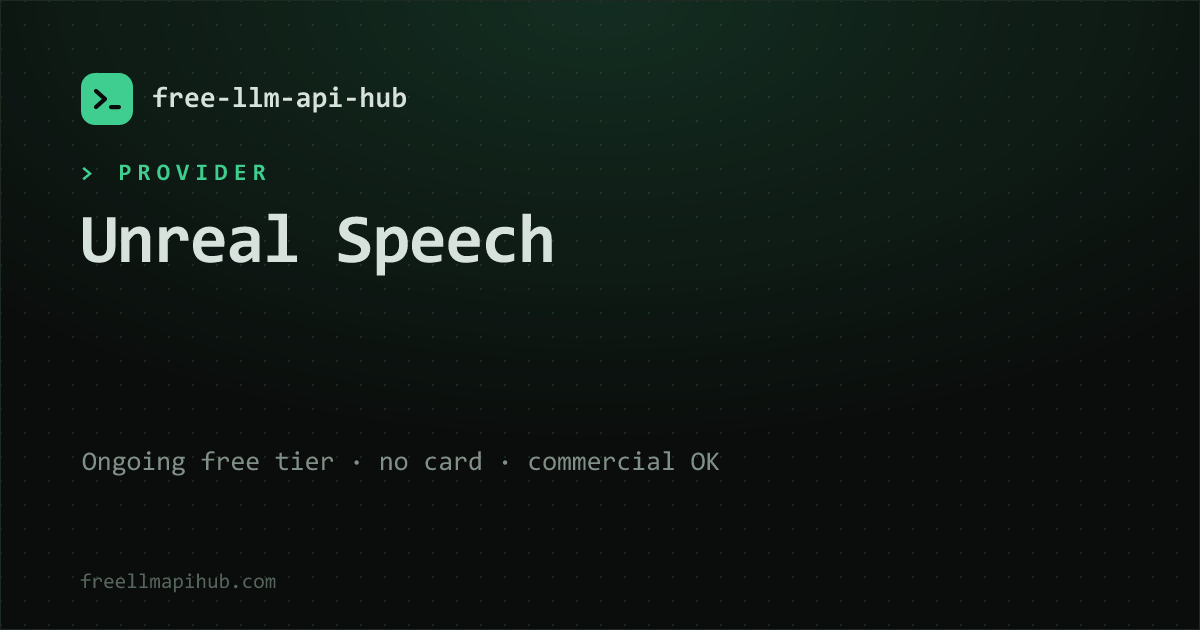 free-llm-api-hub
> PROVIDER
Unreal Speech
Ongoing free tier · no card · commercial OK
freellmapihub.com